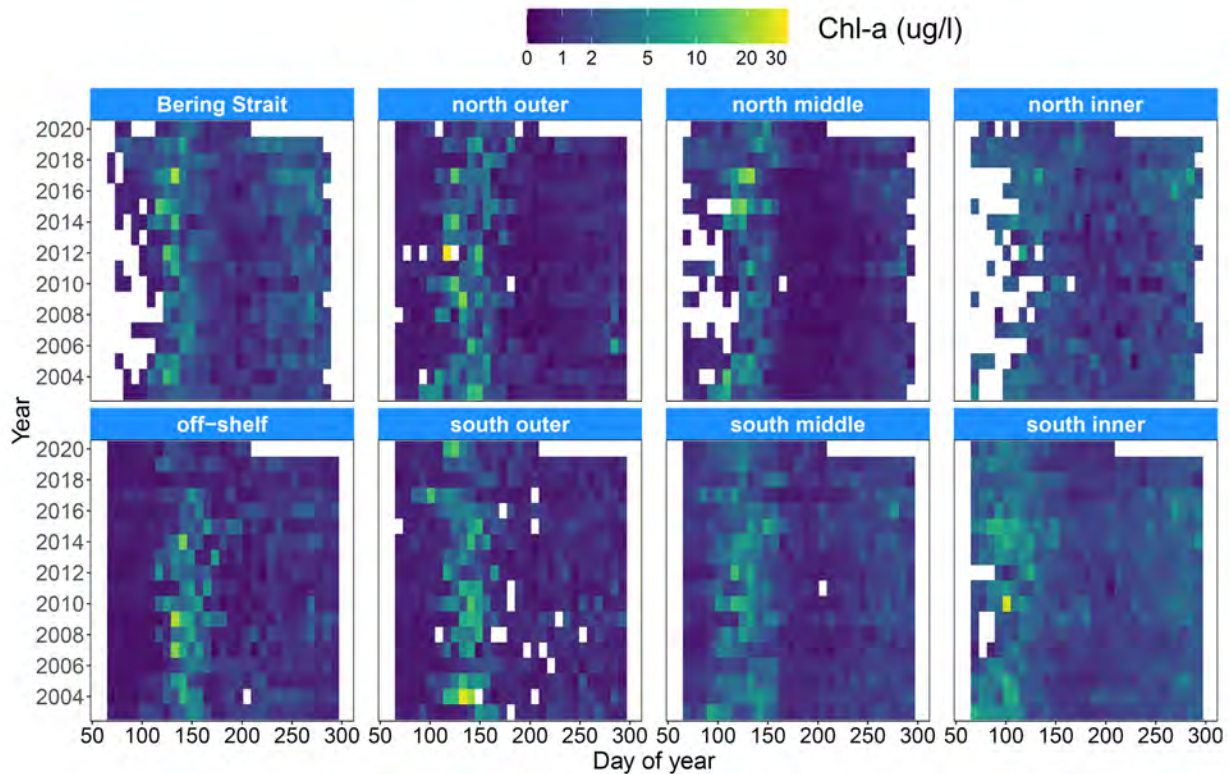 Chl-a (ug/l)
0 1 2 5 10 20 30
Bering Strait north outer north middle north inner
2020
2018
2016
2014
2012
2010
2008
2006
2004
Year
off−shelf south outer south middle south inner
2020
2018
2016
2014
2012
2010
2008
2006
2004
50 100 150 200 250 300 50 100 150 200 250 300 50 100 150 200 250 300 50 100 150 200 250 300
Day of year